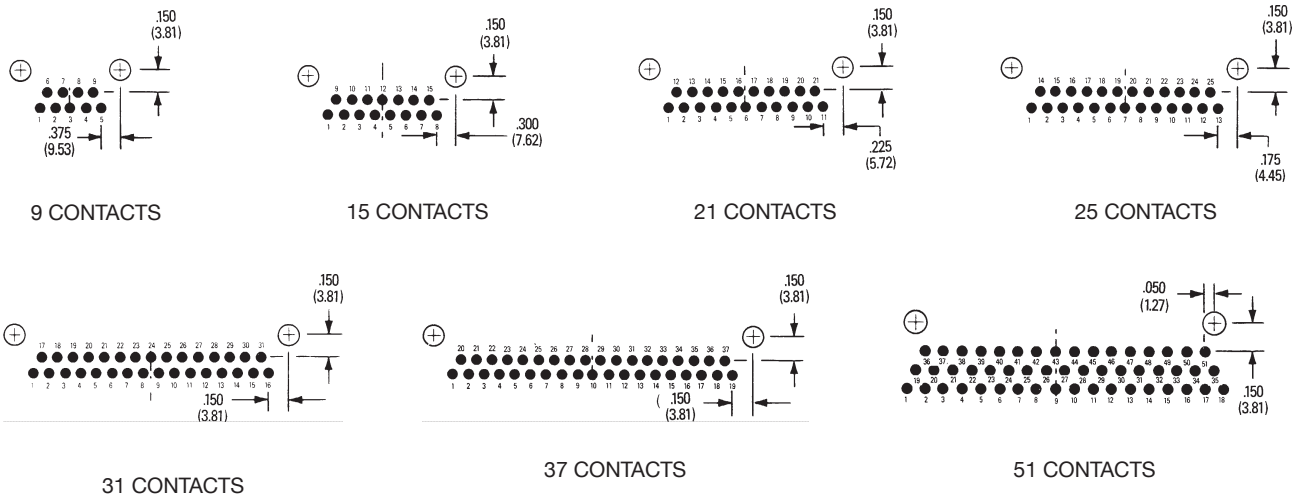 .150
(3.81)
6 7 8 9
1 2 3 4 5
.375
(9.53)
9 CONTACTS
.150
(3.81)
9 10 11 12 13 14 15
1 2 3 4 5 6 7 8
.300
(7.62)
15 CONTACTS
.150
(3.81)
12 13 14 15 16 17 18 19 20 21
1 2 3 4 5 6 7 8 9 10 11
.225
(5.72)
21 CONTACTS
.150
(3.81)
14 15 16 17 18 19 20 21 22 23 24 25
1 2 3 4 5 6 7 8 9 10 11 12 13
.175
(4.45)
25 CONTACTS
.150
(3.81)
17 18 19 20 21 22 23 24 25 26 27 28 29 30 31
1 2 3 4 5 6 7 8 9 10 11 12 13 14 15 16
.150
(3.81)
31 CONTACTS
.150
(3.81)
20 21 22 23 24 25 26 27 28 29 30 31 32 33 34 35 36 37
1 2 3 4 5 6 7 8 9 10 11 12 13 14 15 16 17 18 19
( .150
(3.81)
37 CONTACTS
.050
(1.27)
36 37 38 39 40 41 42 43 44 45 46 47 48 49 50 51
19 20 21 22 23 24 25 26 27 28 29 30 31 32 33 34 35
1 2 3 4 5 6 7 8 9 10 11 12 13 14 15 16 17 18
.150
(3.81)
51 CONTACTS